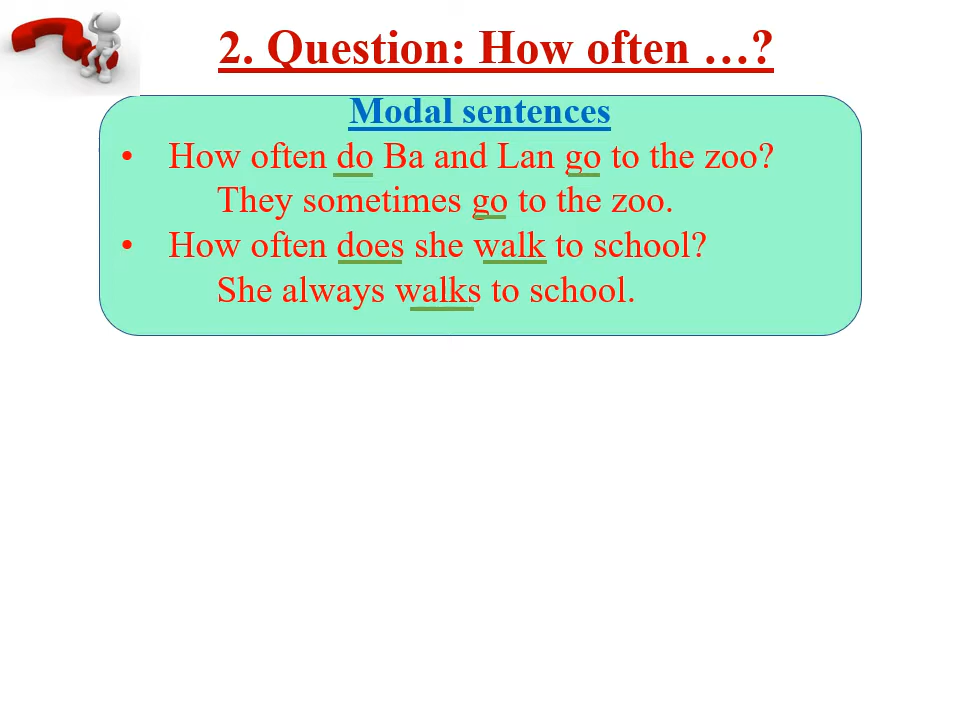 2. Question: How often …?
Modal sentences
• How often do Ba and Lan go to the zoo?
They sometimes go to the zoo.
• How often does she walk to school?
She always walks to school.